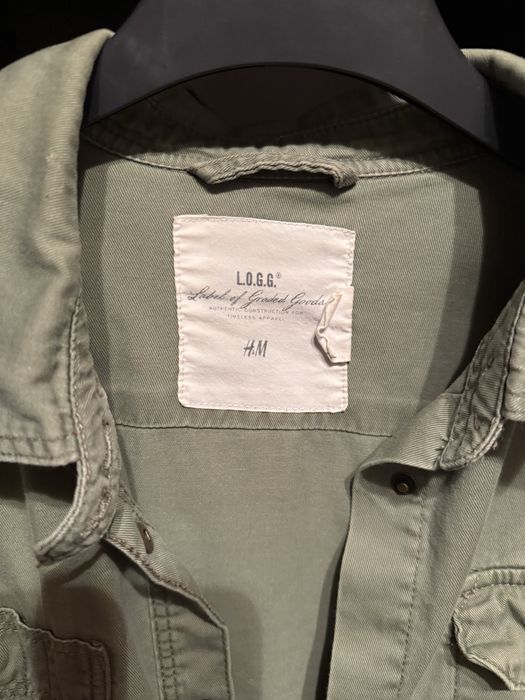 L.O.G.G.®
Label of Graded Goods
AUTHENTIC CONSTRUCTION FOR
TIMELESS APPAREL
H&M